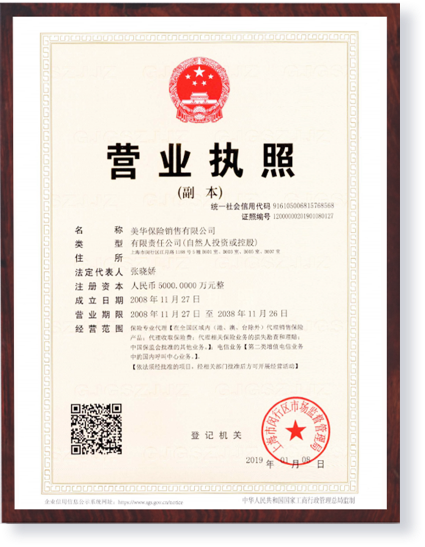 营业执照
(副 本)
统一社会信用代码 916105006815768568
证照编号 12000000201901080127
名 称 美华保险销售有限公司
类 型 有限责任公司(自然人投资或控股)
住 所
法定代表人 张晓娇
注册资本 人民币5000.0000万元整
成立日期 2008年11月27日
营业期限 2008年11月27日 至 2038年11月26日
经营范围 保险专业代理【在全国区域内（港、澳、台除外）代理销售保险
产品，代理收取保险费，代理相关保险业务的损失勘查和理赔，
中国保监会批准的其他业务。】，电信业务【第二类增值电信业务
中的国内呼叫中心业务。】
【依法须经批准的项目，经相关部门批准后方可开展经营活动】
登记机关
上海市闵行区市场监督管理局
2019年 01月 08日
企业信用信息公示系统网址：
中华人民共和国国家工商行政管理总局监制